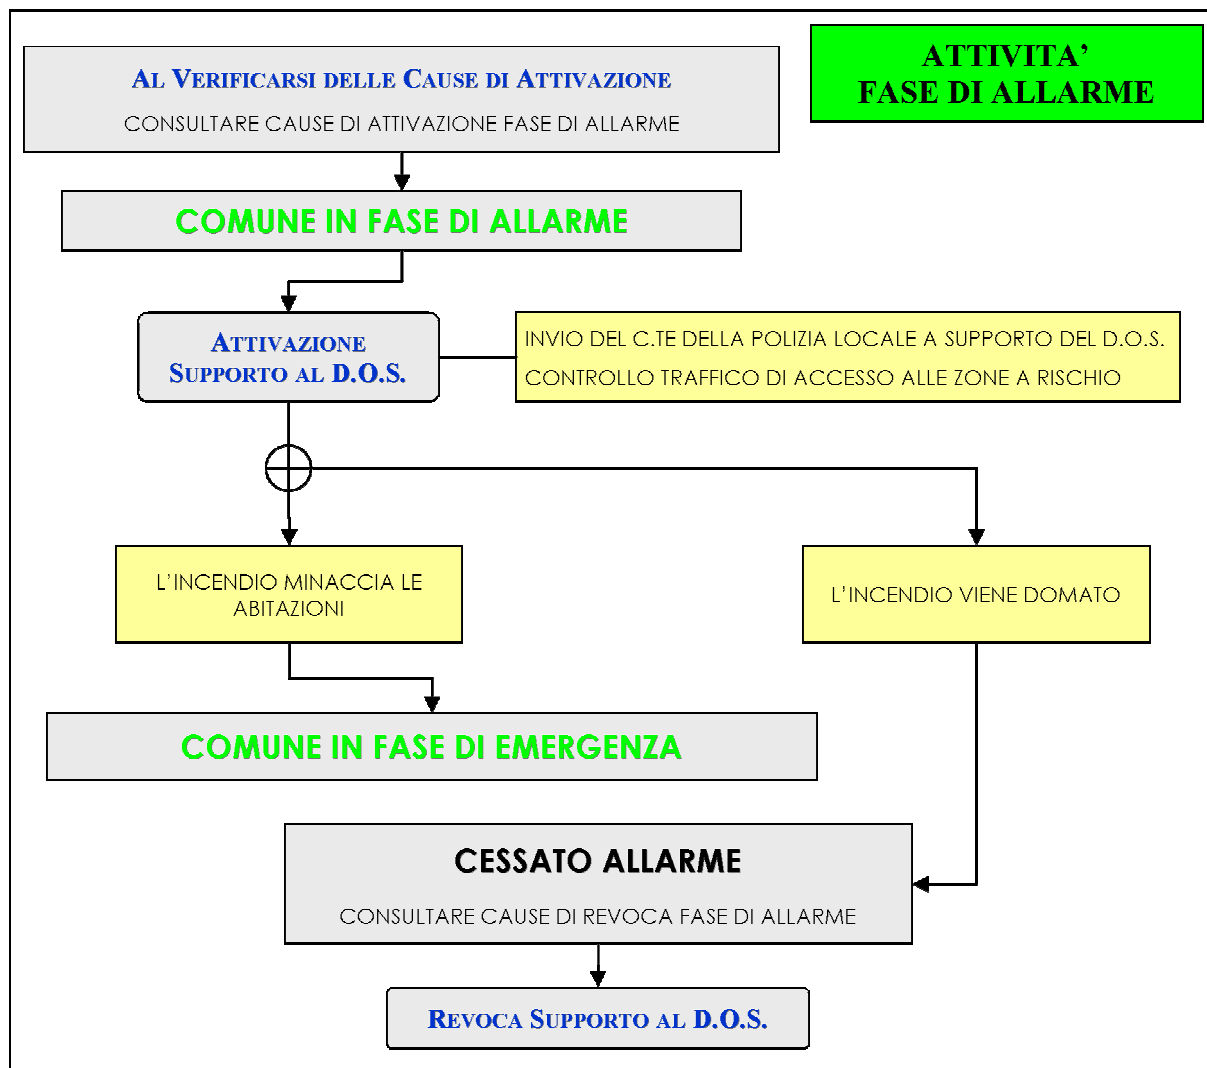 ATTIVITA’
FASE DI ALLARME
AL VERIFICARSI DELLE CAUSE DI ATTIVAZIONE
CONSULTARE CAUSE DI ATTIVAZIONE FASE DI ALLARME
COMUNE IN FASE DI ALLARME
ATTIVAZIONE
SUPPORTO AL D.O.S.
INVIO DEL C.TE DELLA POLIZIA LOCALE A SUPPORTO DEL D.O.S.
CONTROLLO TRAFFICO DI ACCESSO ALLE ZONE A RISCHIO
L’INCENDIO MINACCIA LE
ABITAZIONI
L’INCENDIO VIENE DOMATO
COMUNE IN FASE DI EMERGENZA
CESSATO ALLARME
CONSULTARE CAUSE DI REVOCA FASE DI ALLARME
REVOCA SUPPORTO AL D.O.S.